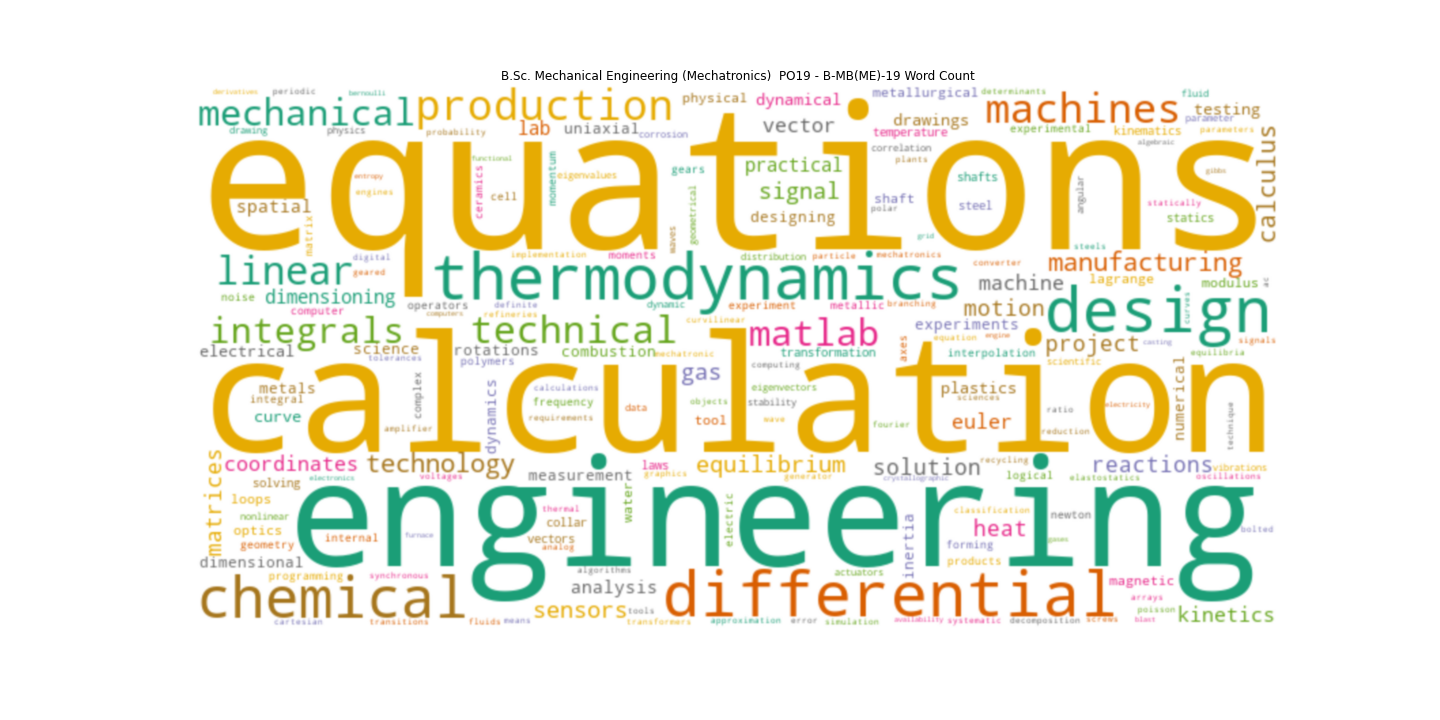 B.Sc. Mechanical Engineering (Mechatronics)  PO19 - B-MB(ME)-19 Word Count
derivatives periodic bernoulli
mechanical production physical dynamical metallurgical determinants fluid
machines testing
drawing physics probability lab uniaxial corrosion vector temperature drawings experimental kinematics parameter parameters
equations
functional practical correlation plants algebraic calculus
entropy engines ceramics cell momentum eigenvalues gears signal shafts angular gibbs
spatial matrix geometrical designing shaft polar steel statically statics
waves grid steels
linear digital geared implementation moments distribution particle mechatronics converter manufacturing
thermodynamics
noise dimensioning machine lagrange modulus ac
computer operators computers definite refineries dynamic experiment metallic branching motion design curves
integrals technical curvilinear matlab experiments equation engine project signals
electrical science tolerances rotations polymers combustion mechatronic transformation axes interpolation casting scientific equilibria
calculation
metals integral complex dynamics calculations gas computing eigenvectors plastics sciences numerical
curve amplifier frequency requirements data objects tool stability wave fourier euler ratio reduction electricity technique
matrices coordinates technology measurement laws graphics equilibrium generator solution recycling reactions vibrations
solving electronics voltages crystallographic logical elastostatics oscillations
engineering
loops nonlinear optics geometry internal furnace thermal collar vectors analog water electric inertia classification heat newton gases forming products bolted
dimensional programming synchronous algorithms actuators magnetic
chemical analysis differential arrays
sensors tools poisson kinetics
cartesian transitions fluids means transformers approximation error simulation availability systematic decomposition screws blast